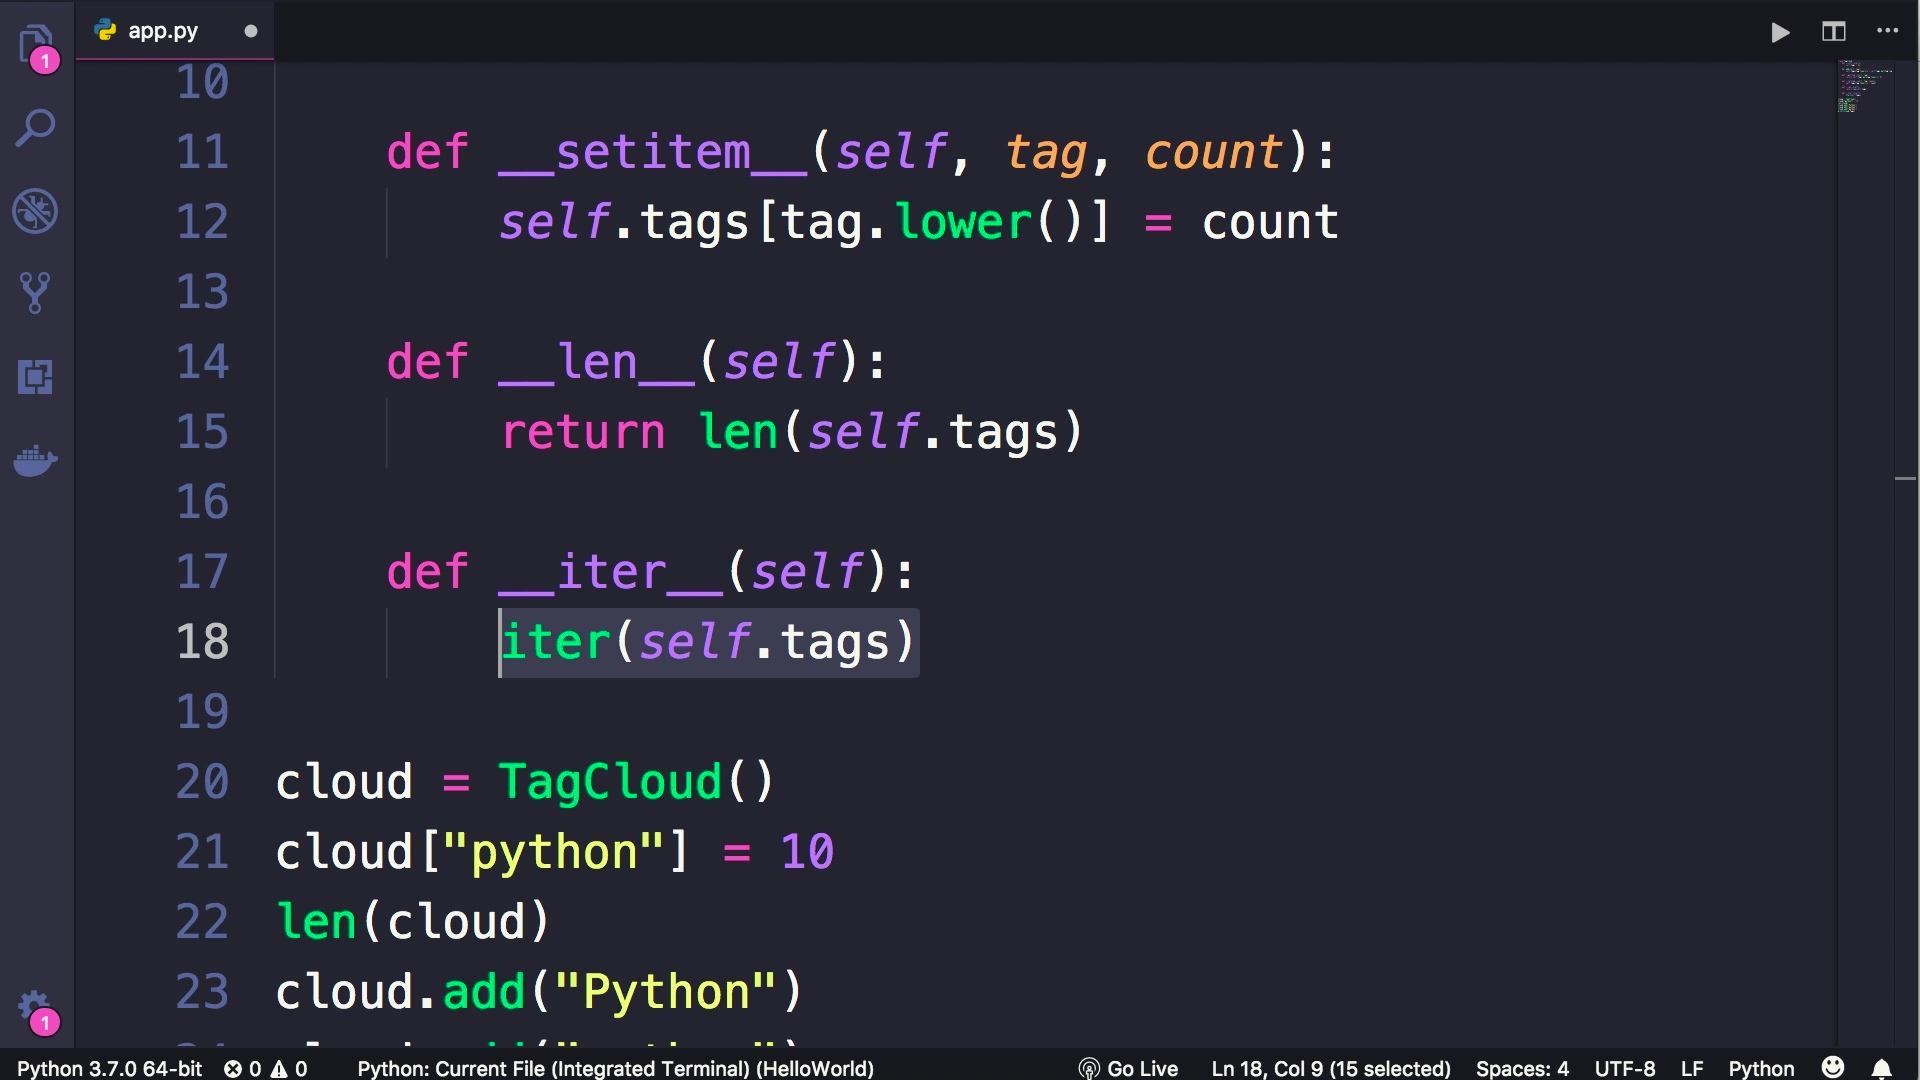 app.py
1
10
11 def __setitem__(self, tag, count):
12 self.tags[tag.lower()] = count
13
14 def __len__(self):
15 return len(self.tags)
16
17 def __iter__(self):
18 iter(self.tags)
19
20 cloud = TagCloud()
21 cloud["python"] = 10
22 len(cloud)
23 cloud.add("Python")
1
Python 3.7.0 64-bit 0 0 Python: Current File (Integrated Terminal) (HelloWorld) Go Live Ln 18, Col 9 (15 selected) Spaces: 4 UTF-8 LF Python